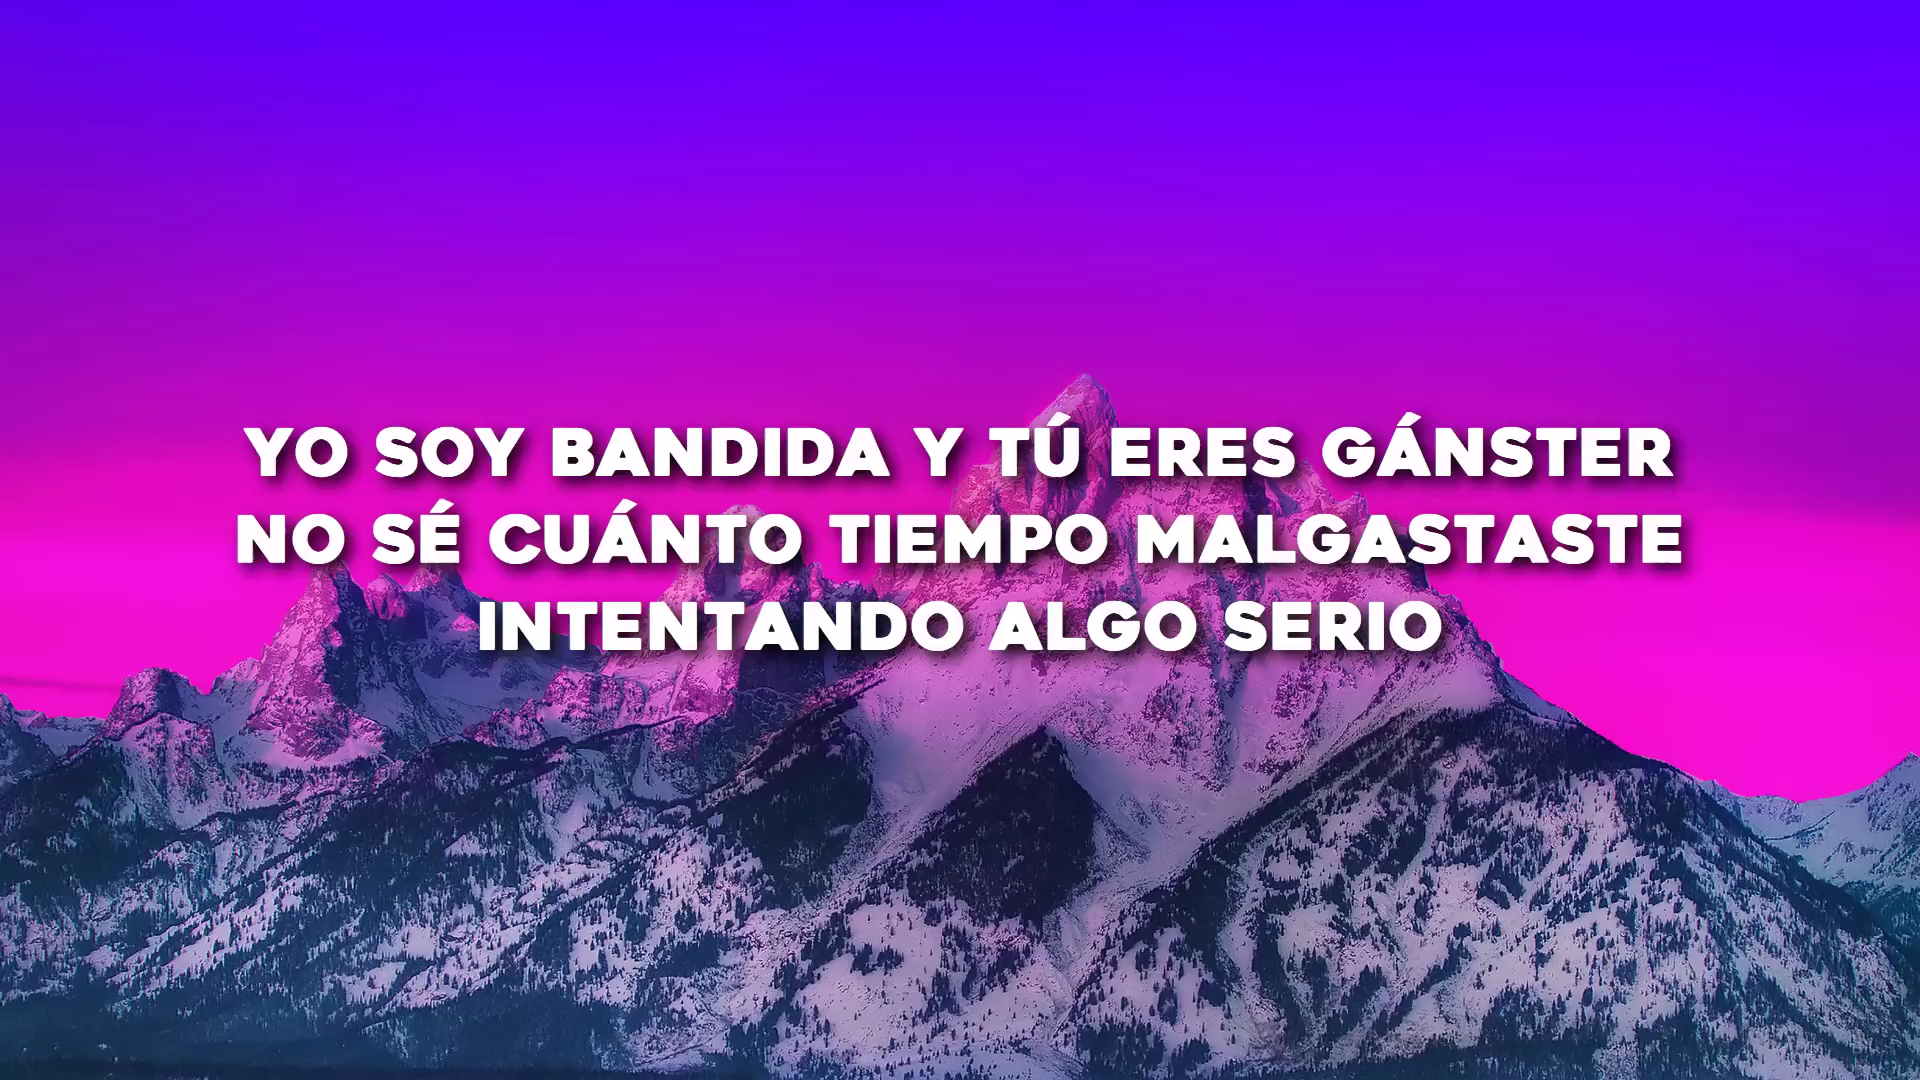 YO SOY BANDIDA Y TÚ ERES GÁNSTER
NO SÉ CUÁNTO TIEMPO MALGASTASTE
INTENTANDO ALGO SERIO